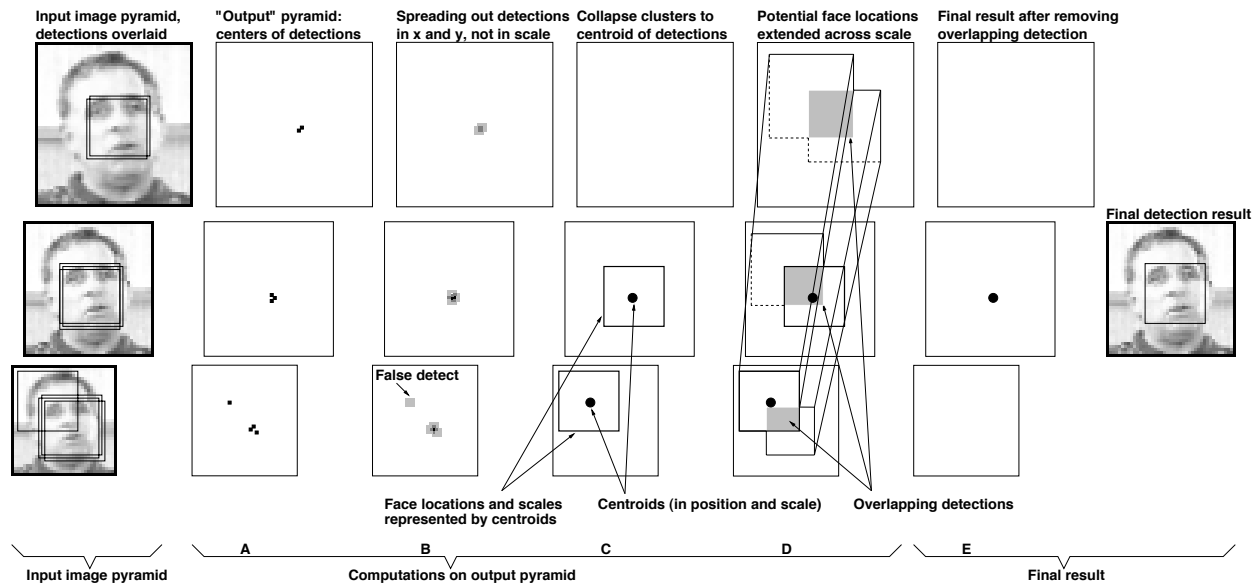 Input image pyramid,
detections overlaid
"Output" pyramid:
centers of detections
Spreading out detections
in x and y, not in scale
Collapse clusters to
centroid of detections
Potential face locations
extended across scale
Final result after removing
overlapping detection
Final detection result
False detect
Face locations and scales
represented by centroids
Centroids (in position and scale)
Overlapping detections
A
B
C
D
E
Input image pyramid
Computations on output pyramid
Final result